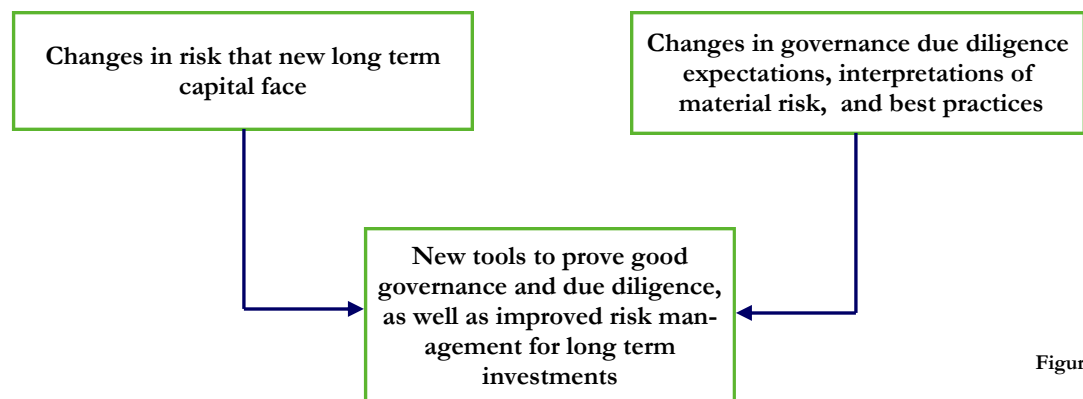 Changes in risk that new long term
capital face
Changes in governance due diligence
expectations, interpretations of
material risk,  and best practices
New tools to prove good
governance and due diligence,
as well as improved risk man-
agement for long term
investments
Figur